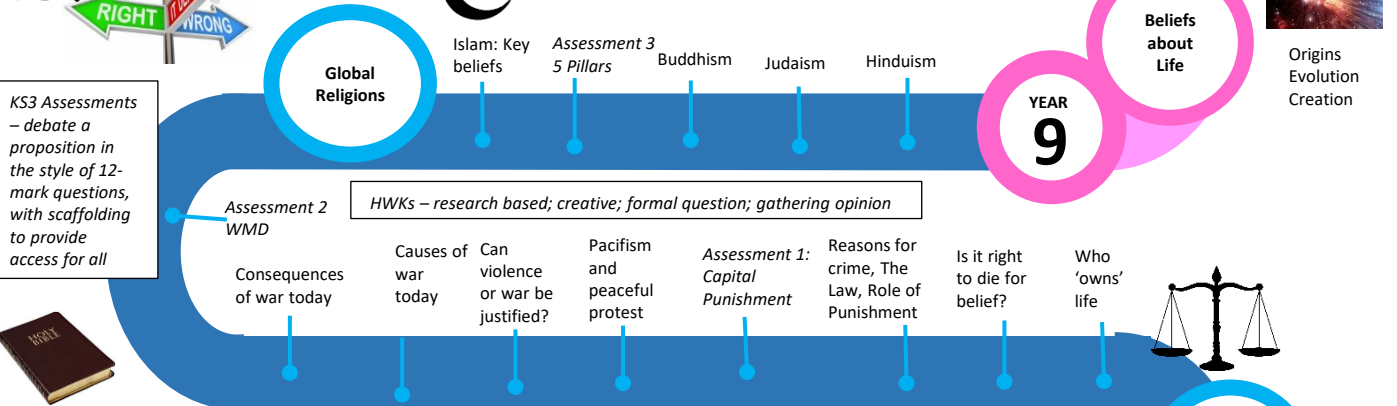 RIGHT
IT DE
WRONG
Global
Religions
Islam: Key
beliefs
Assessment 3
5 Pillars
Buddhism
Judaism
Hinduism
YEAR
9
Beliefs
about
Life
Origins
Evolution
Creation
KS3 Assessments
– debate a
proposition in
the style of 12-
mark questions,
with scaffolding
to provide
access for all
Assessment 2
WMD
HWKs – research based; creative; formal question; gathering opinion
Consequences
of war today
Causes of
war
today
Can
violence
or war be
justified?
Pacifism
and
peaceful
protest
Assessment 1:
Capital
Punishment
Reasons for
crime, The
Law, Role of
Punishment
Is it right
to die for
belief?
Who
‘owns’
life
HOLY
BIBLE